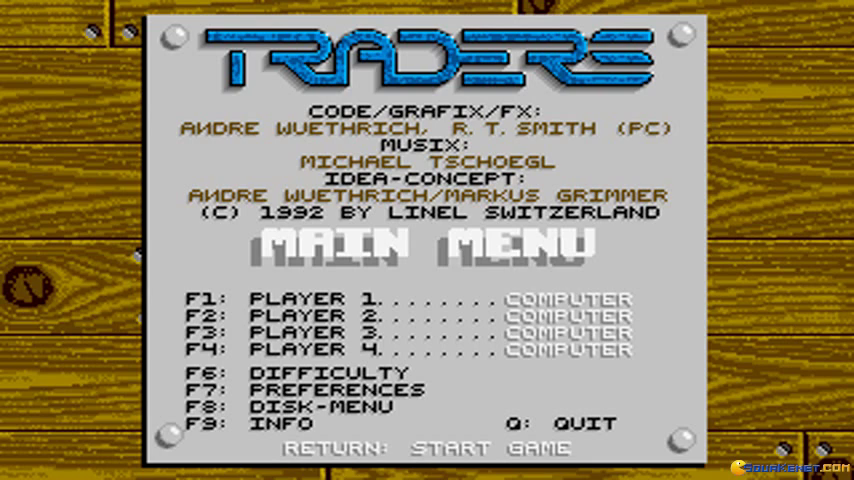 TRADERS
CODE/GRAFIX/FX:
ANDRE WUETHRICH, R.T.SMITH (PC)
MUSIX:
MICHAEL TSCHOEGL
IDEA-CONCEPT:
ANDRE WUETHRICH/MARKUS GRIMMER
(C) 1992 BY LINEL SWITZERLAND
MAIN MENU
F1: PLAYER 1........COMPUTER
F2: PLAYER 2........COMPUTER
F3: PLAYER 3........COMPUTER
F4: PLAYER 4........COMPUTER
F6: DIFFICULTY
F7: PREFERENCES
F8: DISK-MENU
F9: INFO Q: QUIT
RETURN: START GAME
SQUAKENET.COM